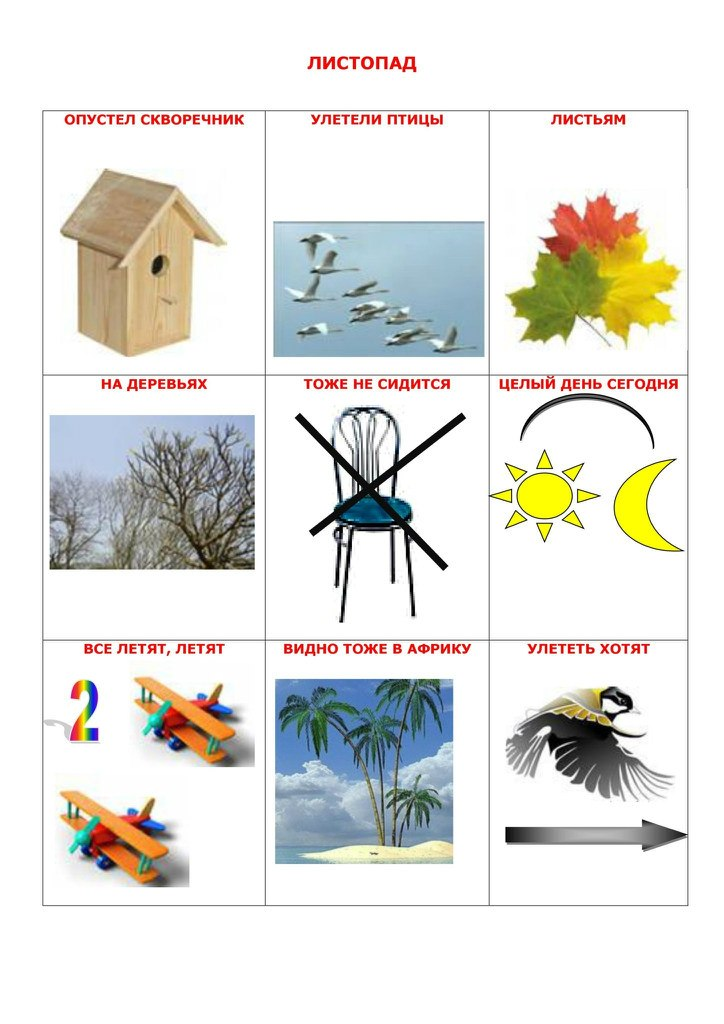 ЛИСТОПАД
ОПУСТЕЛ СКВОРЕЧНИК
УЛЕТЕЛИ ПТИЦЫ
ЛИСТЬЯМ
НА ДЕРЕВЬЯХ
ТОЖЕ НЕ СИДИТСЯ
ЦЕЛЫЙ ДЕНЬ СЕГОДНЯ
ВСЕ ЛЕТЯТ, ЛЕТЯТ
2
ВИДНО ТОЖЕ В АФРИКУ
УЛЕТЕТЬ ХОТЯТ